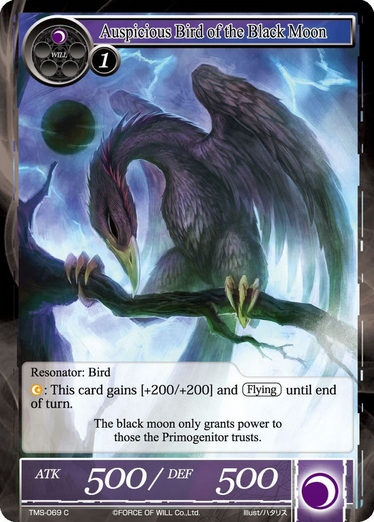 Auspicious Bird of the Black Moon
WILL
1
Resonator: Bird
: This card gains [+200/+200] and Flying until end
of turn.
The black moon only grants power to
those the Primogenitor trusts.
ATK 500/ DEF 500
TMS-069 C ©FORCE OF WILL Co.,Ltd. Illust/ハタリス